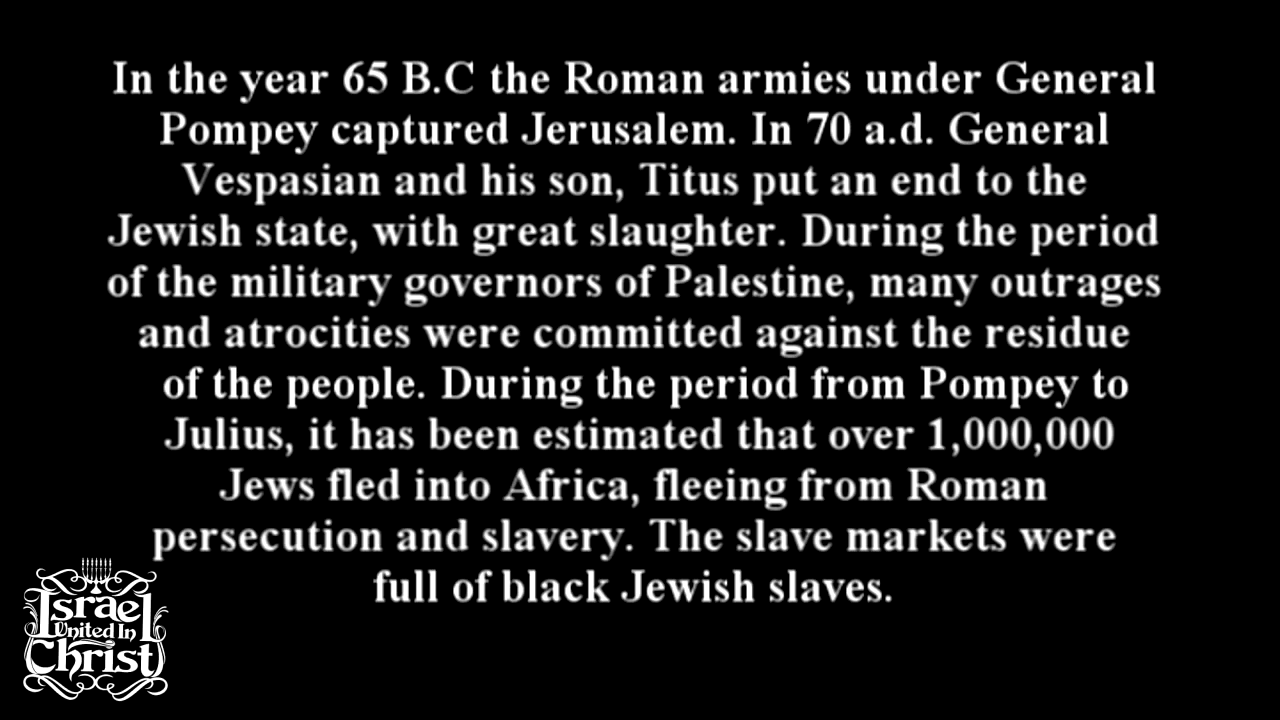 In the year 65 B.C the Roman armies under General
Pompey captured Jerusalem. In 70 a.d. General
Vespasian and his son, Titus put an end to the
Jewish state, with great slaughter. During the period
of the military governors of Palestine, many outrages
and atrocities were committed against the residue
of the people. During the period from Pompey to
Julius, it has been estimated that over 1,000,000
Jews fled into Africa, fleeing from Roman
persecution and slavery. The slave markets were
full of black Jewish slaves.
Israel
United In
Christ